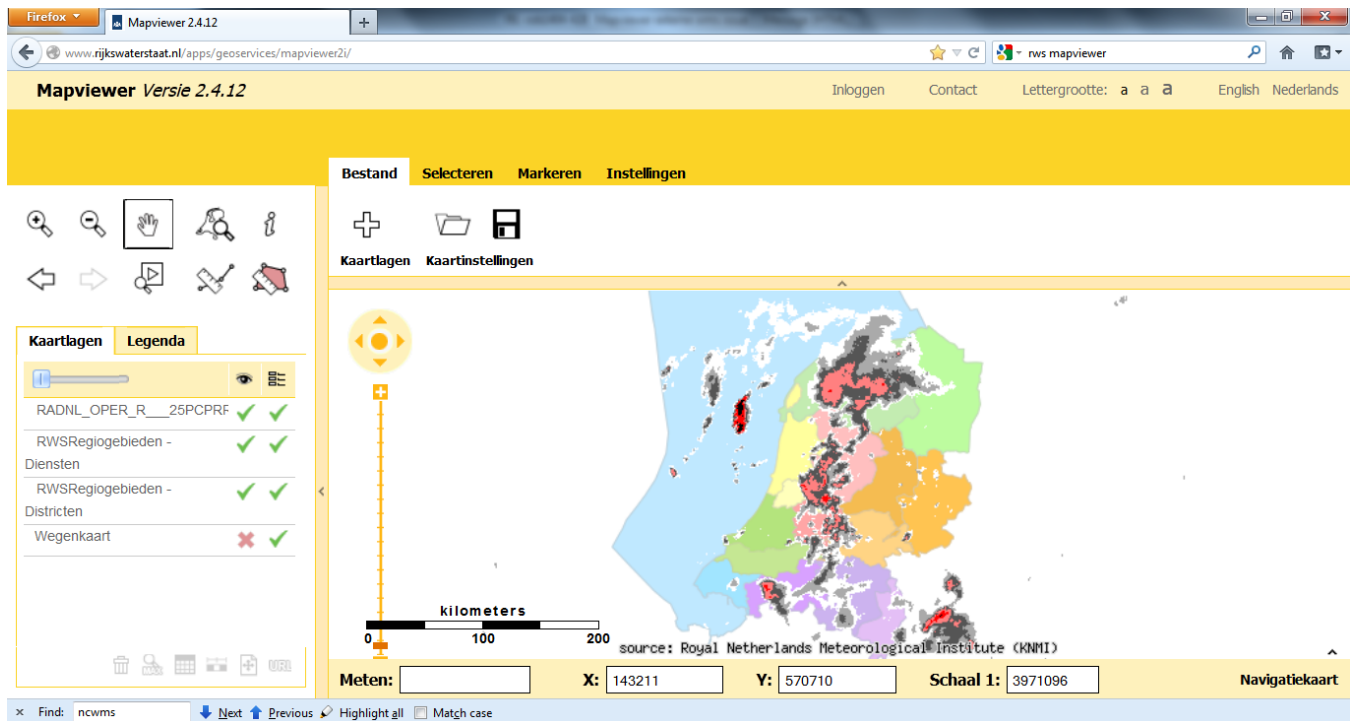 Firefox
Mapviewer 2.4.12
www.rijkswaterstaat.nl/apps/geoservices/mapviewer2i/
rws mapviewer
Mapviewer Versie 2.4.12
Inloggen Contact Lettergrootte: a a a English Nederlands
Bestand Selecteren Markeren Instellingen
Kaartlagen Kaartinstellingen
Kaartlagen Legenda
RADNL_OPER_R___25PCPRF
RWSRegiogebieden -
Diensten
RWSRegiogebieden -
Districten
Wegenkaart
kilometers
0 100 200
source: Royal Netherlands Meteorological Institute (KNMI)
URL
Meten: X: 143211 Y: 570710 Schaal 1: 3971096 Navigatiekaart
× Find: ncwms Next Previous Highlight all Match case